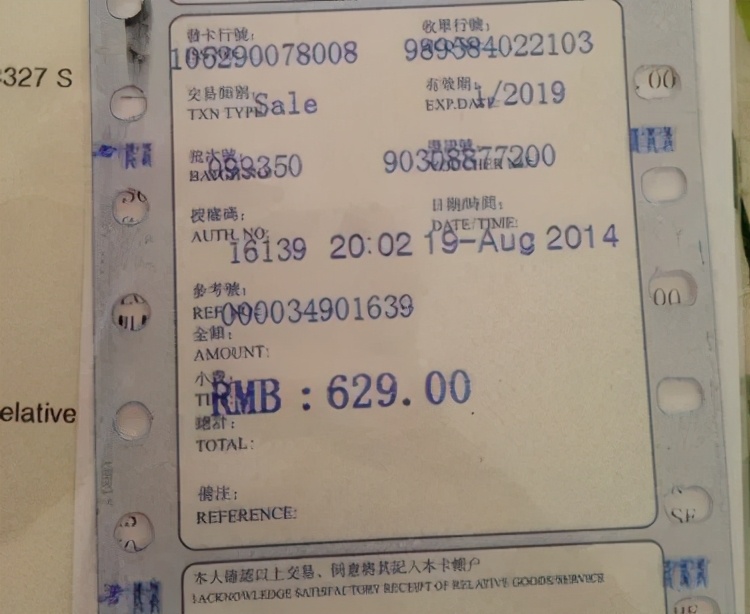 327 S
發卡行號: 收單行號:
105290078008 989584022103
交易類別: 有效期:
TXN TYPE Sale EXP.DATE 1/2019
批次號:
099350 90308877200
授權碼: 日期/時間:
AUTH. NO: DATE/TIME:
16139 20:02 19-Aug 2014
參考號:
REF. 000034901639
金額:
AMOUNT:
小費:
RMB : 629.00
總計:
TOTAL:
備注:
REFERENCE:
本人確認以上交易、同意將其記入本卡帳户
I ACKNOWLEDGE SATISFACTORY RECEIPT OF RELATIVE GOODS/SERVICE
elative